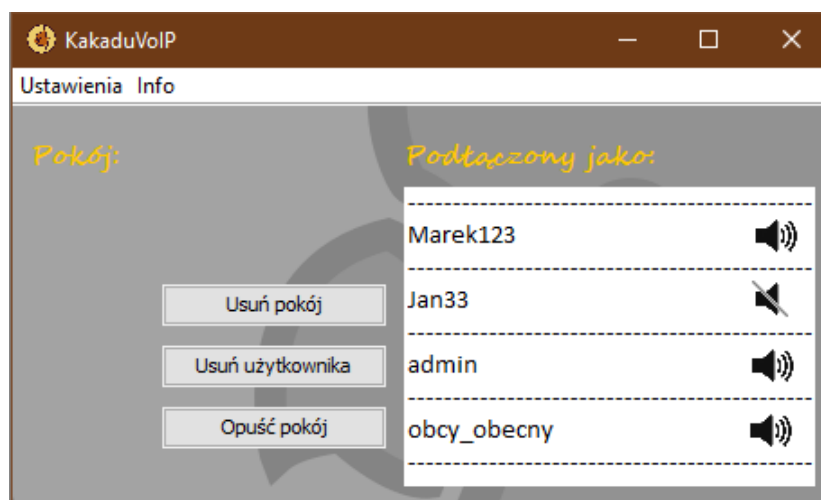 KakaduVoIP
Ustawienia Info
Pokój:
Podłączony jako:
Marek123
Jan33
admin
obcy_obecny
Usuń pokój
Usuń użytkownika
Opuść pokój